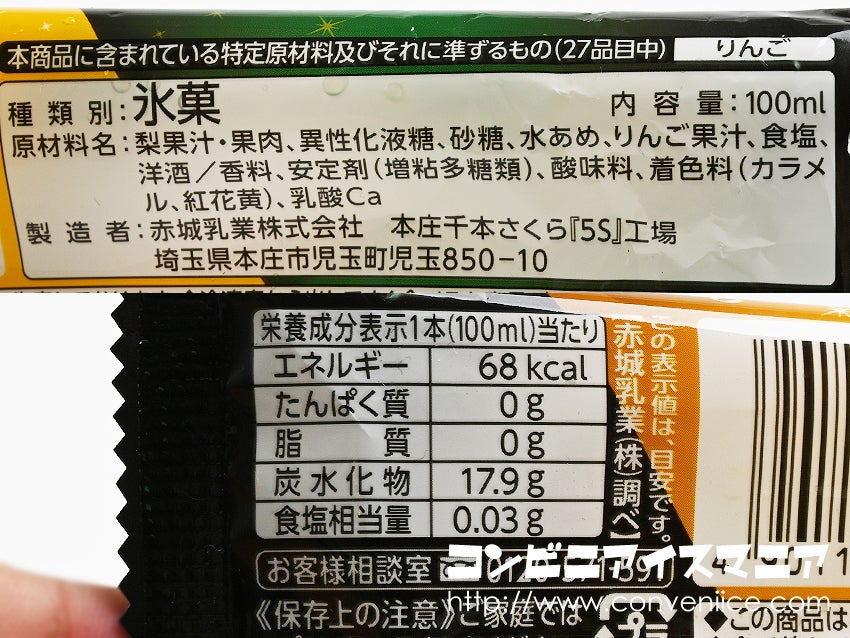 本商品に含まれている特定原材料及びそれに準ずるもの(27品目中) りんご
種類別:氷菓 内容量:100ml
原材料名:梨果汁・果肉、異性化液糖、砂糖、水あめ、りんご果汁、食塩、
洋酒/香料、安定剤(増粘多糖類)、酸味料、着色料(カラメ
ル、紅花黄)、乳酸Ca
製造者:赤城乳業株式会社 本庄千本さくら『5S』工場
埼玉県本庄市児玉町児玉850-10
栄養成分表示1本(100ml)当たり
エネルギー 68kcal
たんぱく質 0g
脂質 0g
炭水化物 17.9g
食塩相当量 0.03g
この表示値は、目安です。
[赤城乳業(株)調べ]
お客様相談室
コンビニアイスマニア
http://www.conveniice.com/
《保存上の注意》ご家庭では
◆この商品は